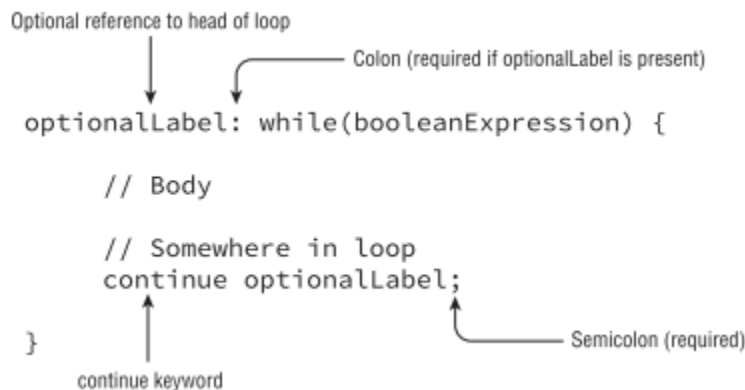 Optional reference to head of loop
Colon (required if optionalLabel is present)
optionalLabel: while(booleanExpression) {
// Body
// Somewhere in loop
continue optionalLabel;
}
Semicolon (required)
continue keyword